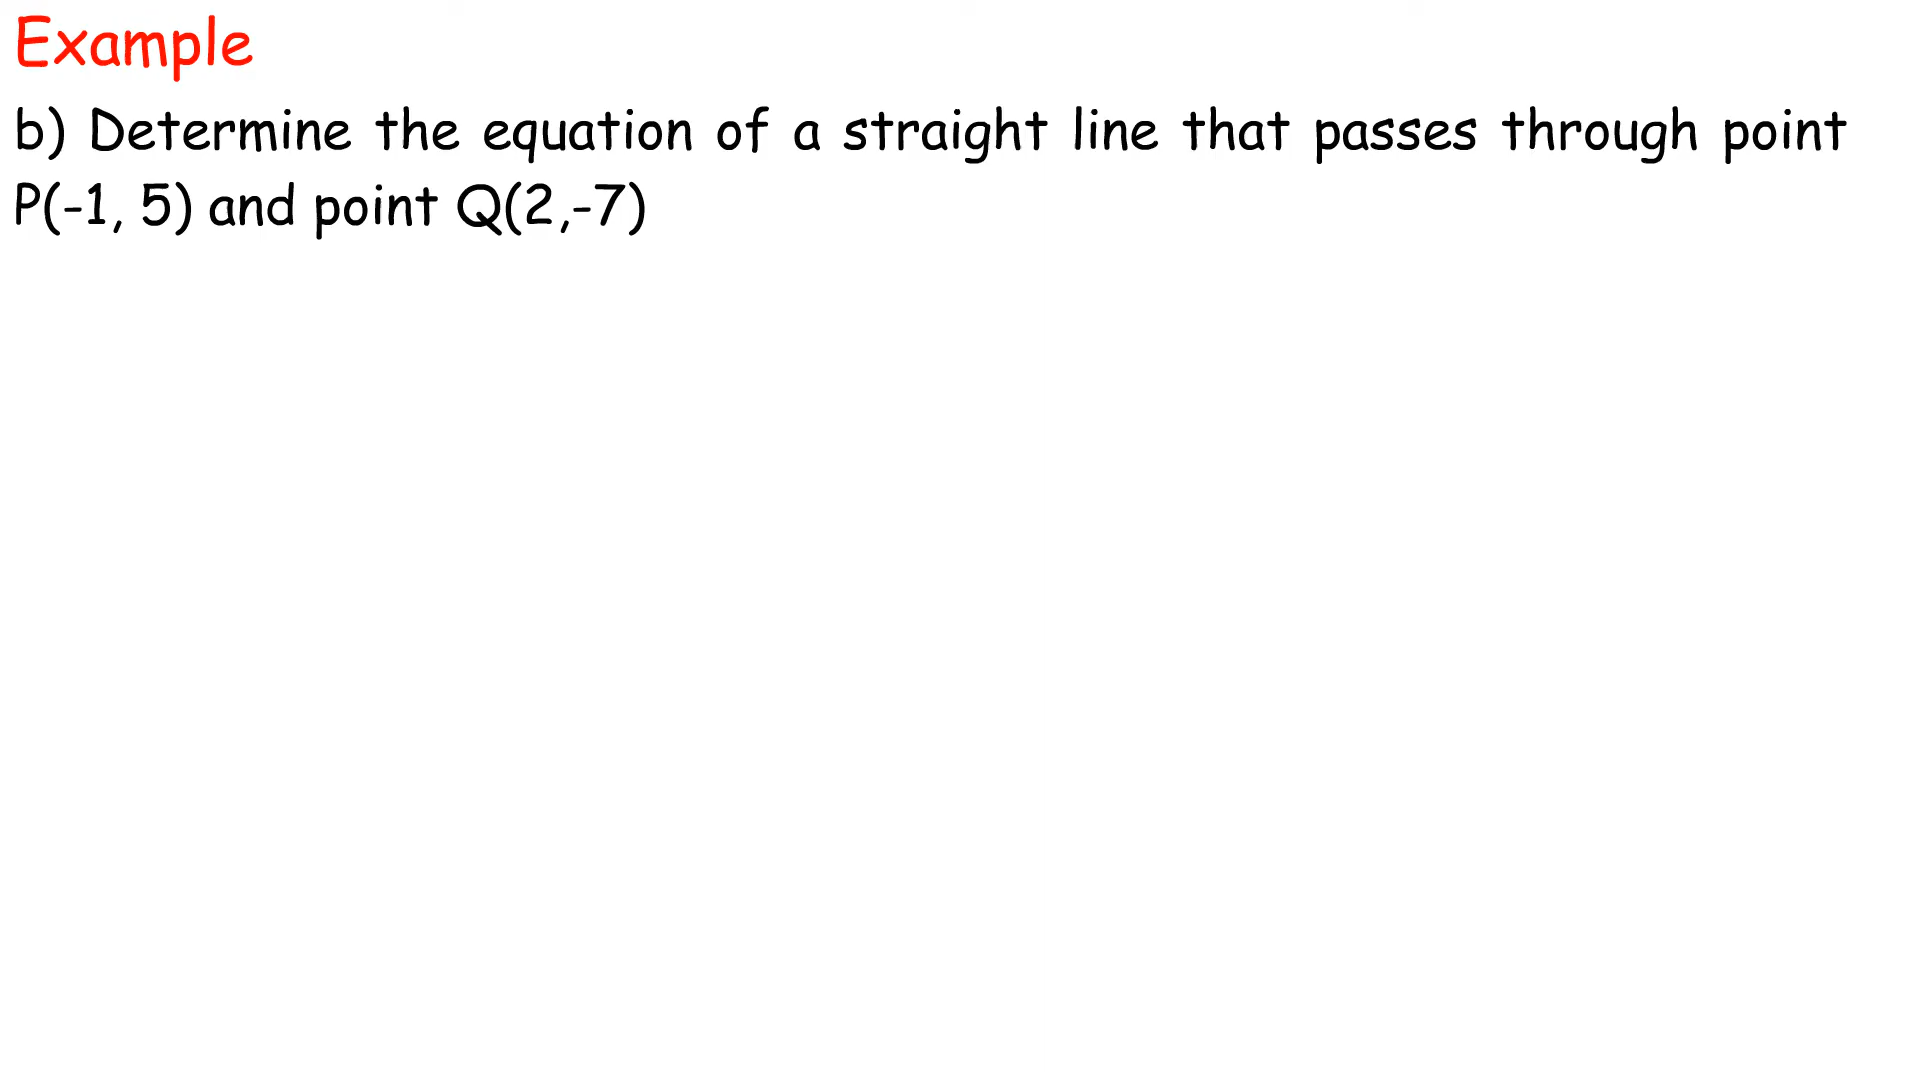 Example
b) Determine the equation of a straight line that passes through point
P(-1, 5) and point Q(2,-7)